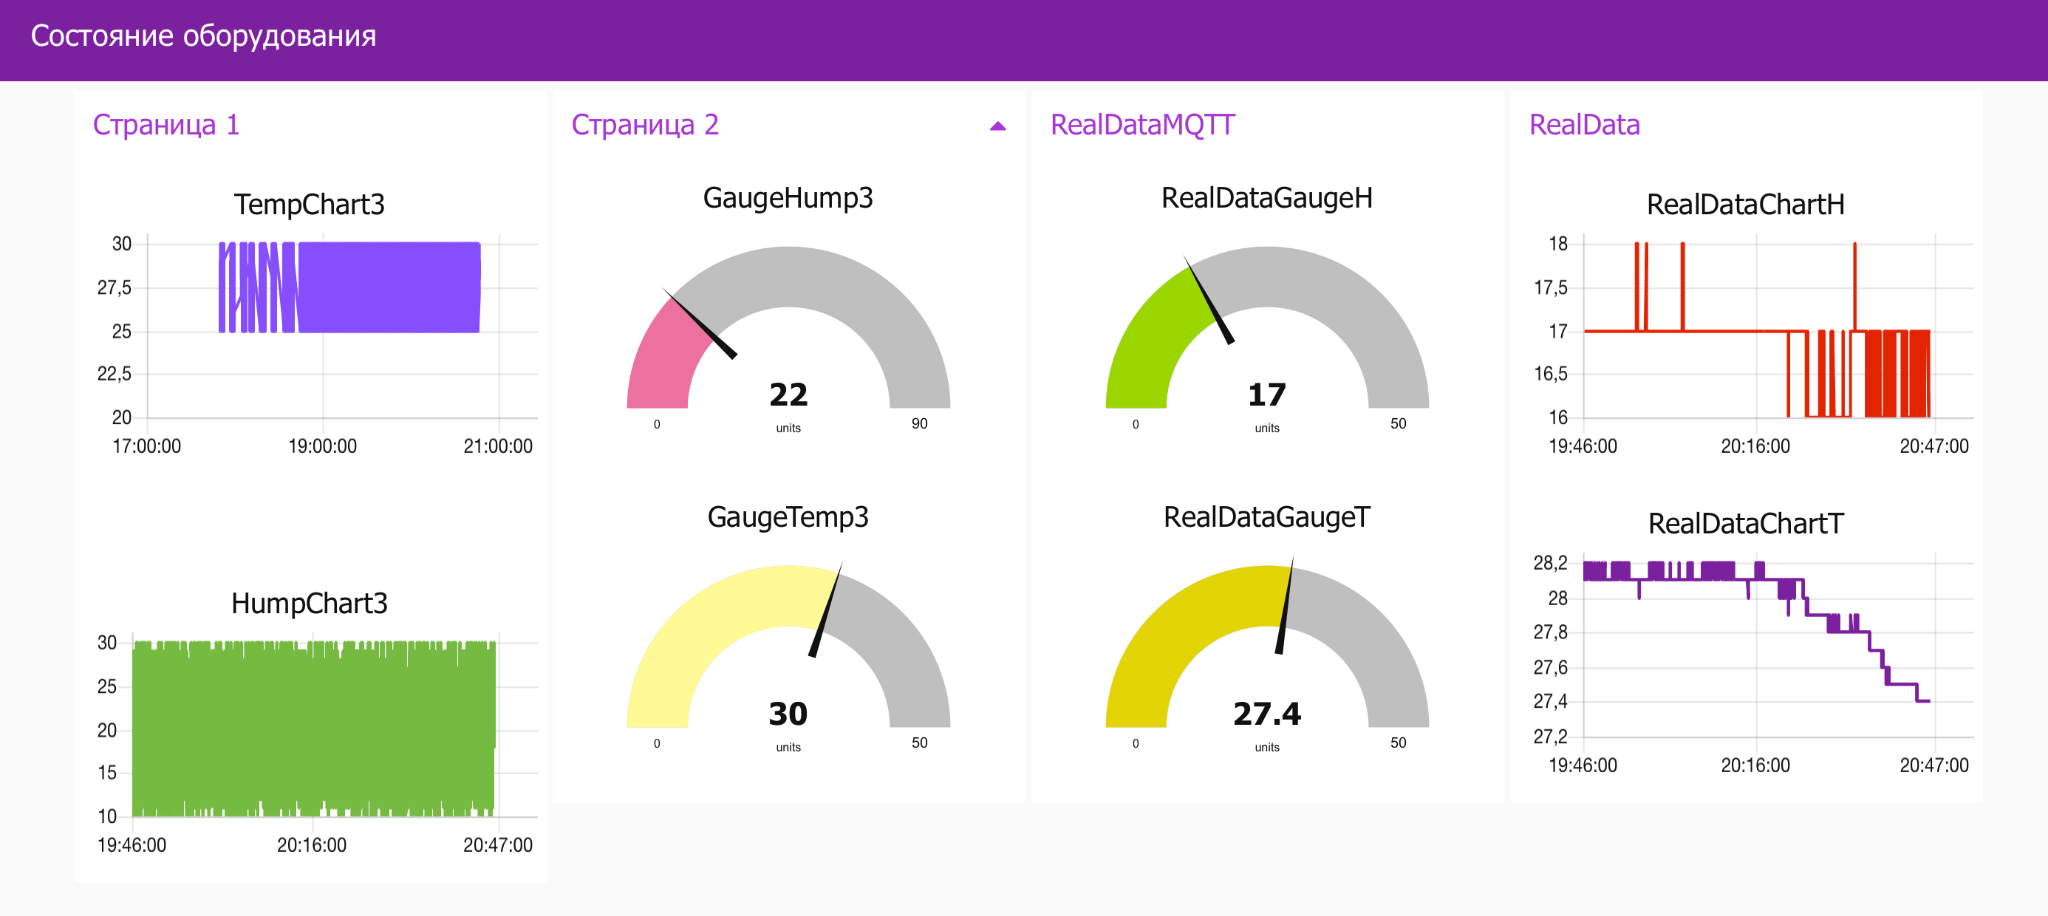 Состояние оборудования
Страница 1
TempChart3
30
27,5
25
22,5
20
17:00:00 19:00:00 21:00:00
HumpChart3
30
25
20
15
10
19:46:00 20:16:00 20:47:00
Страница 2
GaugeHump3
22
units
0 90
GaugeTemp3
30
units
0 50
RealDataMQTT
RealDataGaugeH
17
units
0 50
RealDataGaugeT
27.4
units
0 50
RealData
RealDataChartH
18
17,5
17
16,5
16
19:46:00 20:16:00 20:47:00
RealDataChartT
28,2
28
27,8
27,6
27,4
27,2
19:46:00 20:16:00 20:47:00